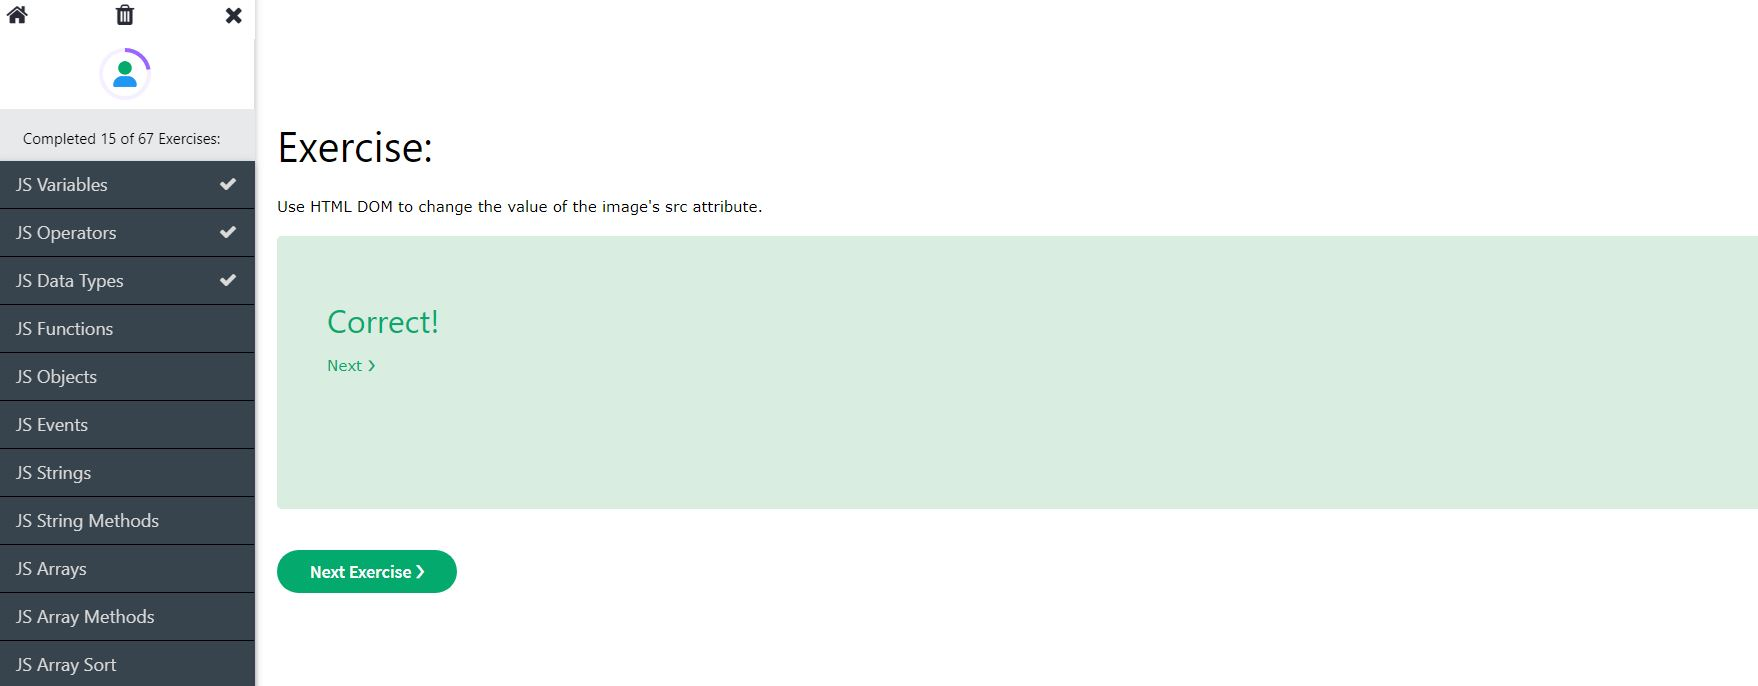 Completed 15 of 67 Exercises:
JS Variables
JS Operators
JS Data Types
JS Functions
JS Objects
JS Events
JS Strings
JS String Methods
JS Arrays
JS Array Methods
JS Array Sort
Exercise:
Use HTML DOM to change the value of the image's src attribute.
Correct!
Next ❯
Next Exercise ❯